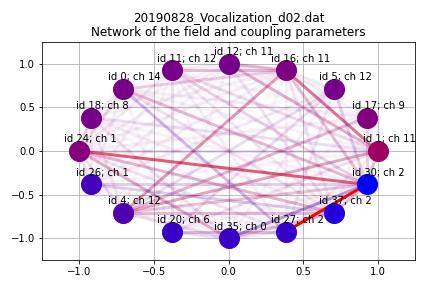 20190828_Vocalization_d02.dat
Network of the field and coupling parameters
id 12; ch 11
id 11; ch 12
id 16; ch 11
id 0; ch 14
id 5; ch 12
id 18; ch 8
id 17; ch 9
id 24; ch 1
id 1; ch 11
id 26; ch 1
id 30; ch 2
id 4; ch 12
id 37; ch 2
id 20; ch 6
id 35; ch 0
id 27; ch 2
1.0
0.5
0.0
−0.5
−1.0
−1.0
−0.5
0.0
0.5
1.0